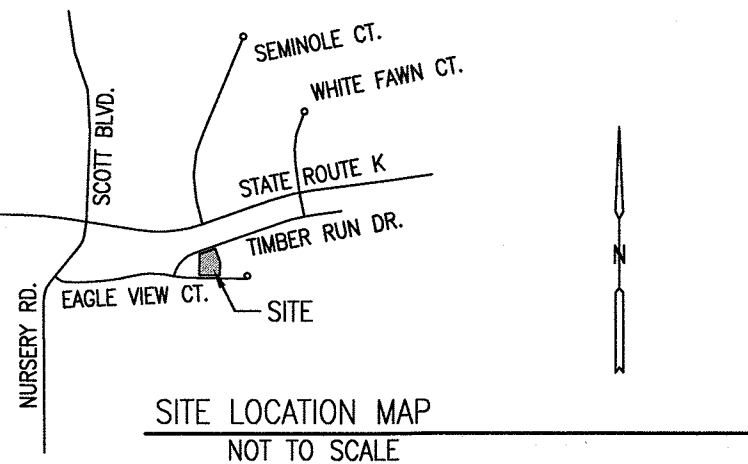 SEMINOLE CT.
WHITE FAWN CT.
SCOTT BLVD.
STATE ROUTE K
TIMBER RUN DR.
N
EAGLE VIEW CT.
SITE
NURSERY RD.
SITE LOCATION MAP
NOT TO SCALE